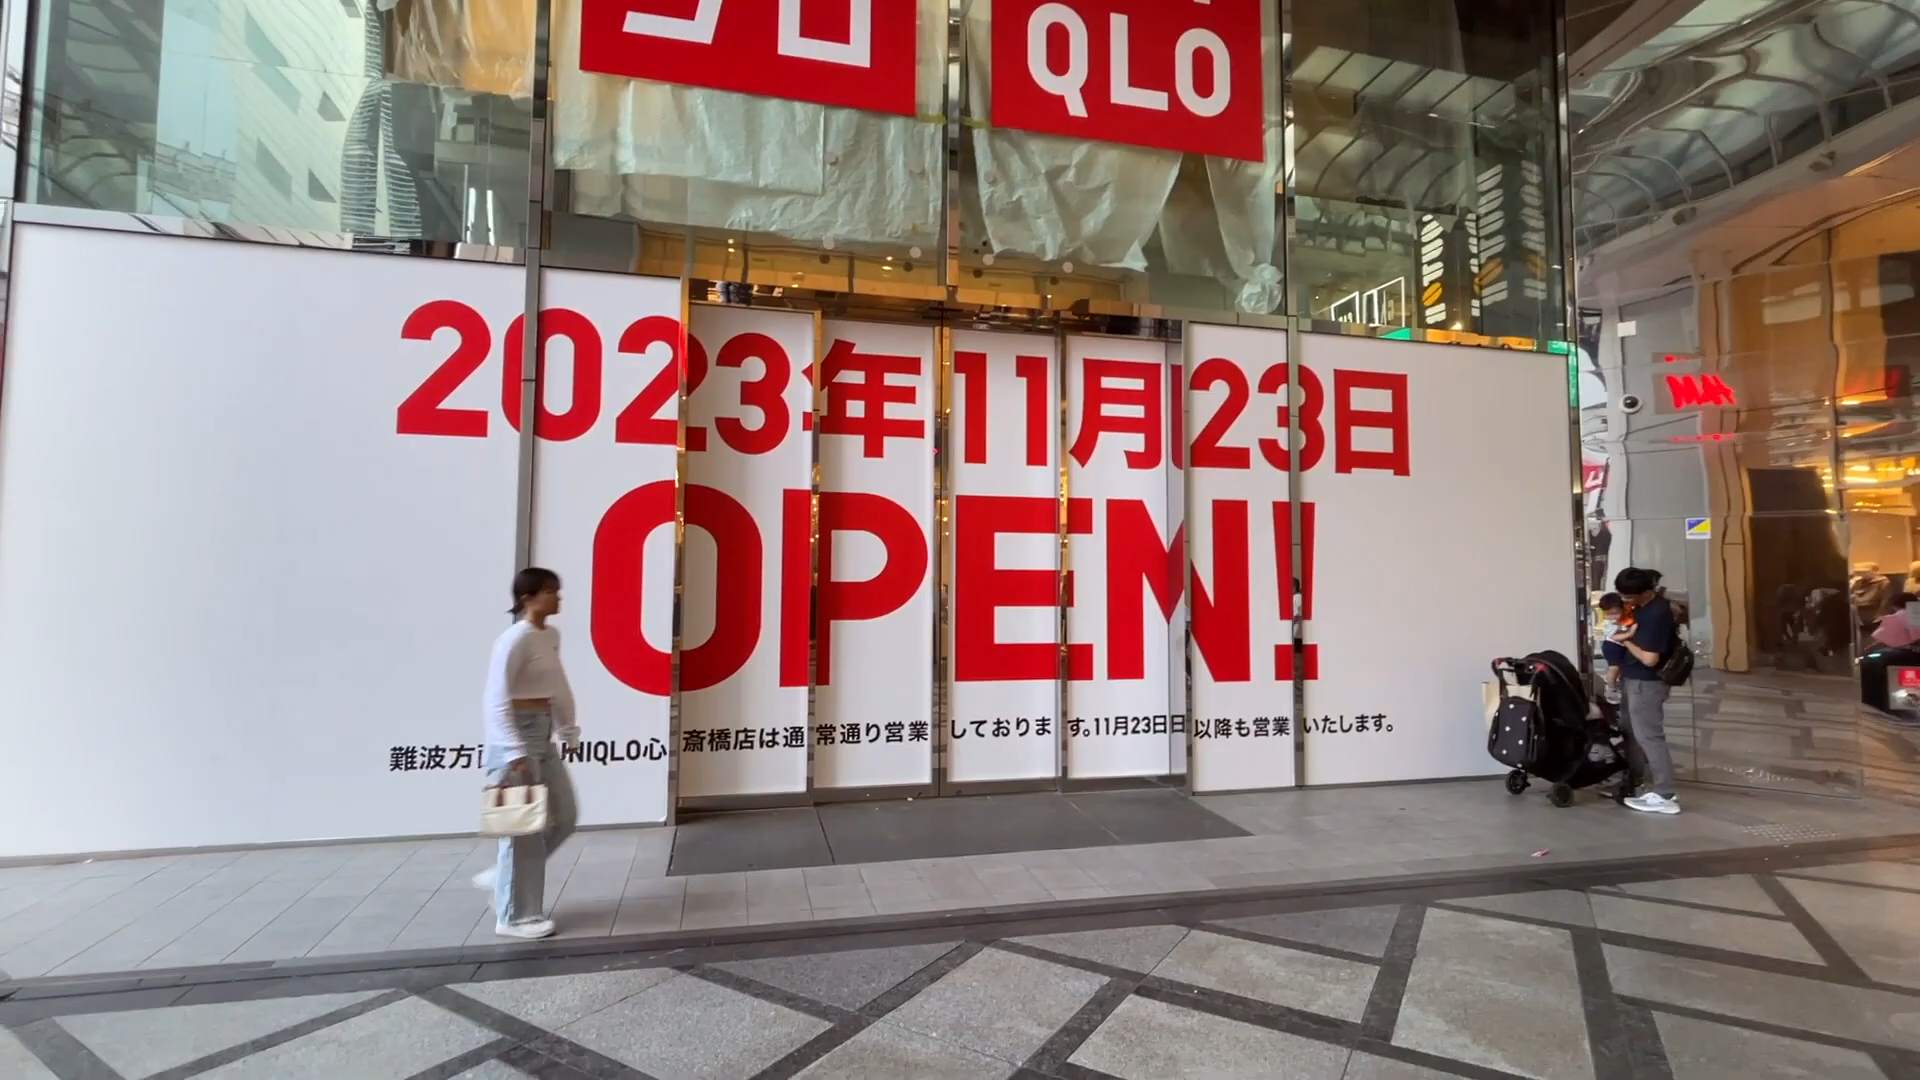 クロ
QLO
2023年11月23日
OPEN!
難波方 UNIQLO心斎橋店は通常通り営業しております。11月23日以降も営業いたします。
H&M